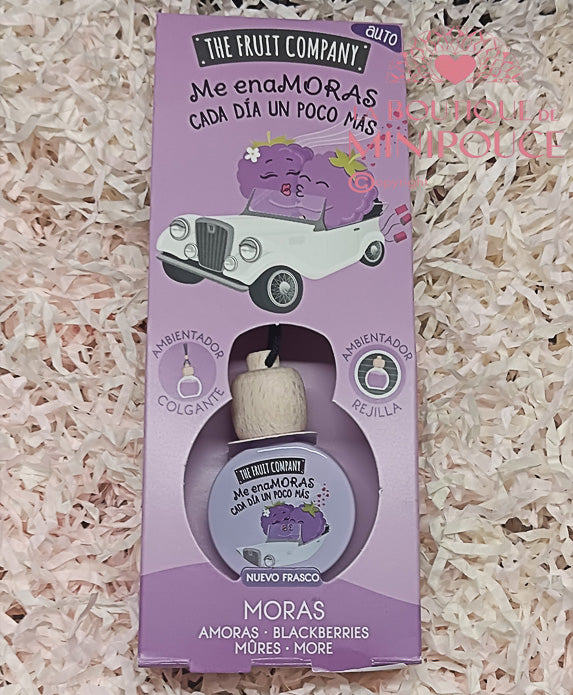 THE FRUIT COMPANY
AUTO
Me enaMORAS
CADA DÍA UN POCO MÁS
LA BOUTIQUE DE
MINIPOUCE
AMBIENTADOR
COLGANTE
AMBIENTADOR
REJILLA
THE FRUIT COMPANY
Me enaMORAS
CADA DÍA UN POCO MÁS
NUEVO FRASCO
MORAS
AMORAS · BLACKBERRIES
MÛRES · MORE